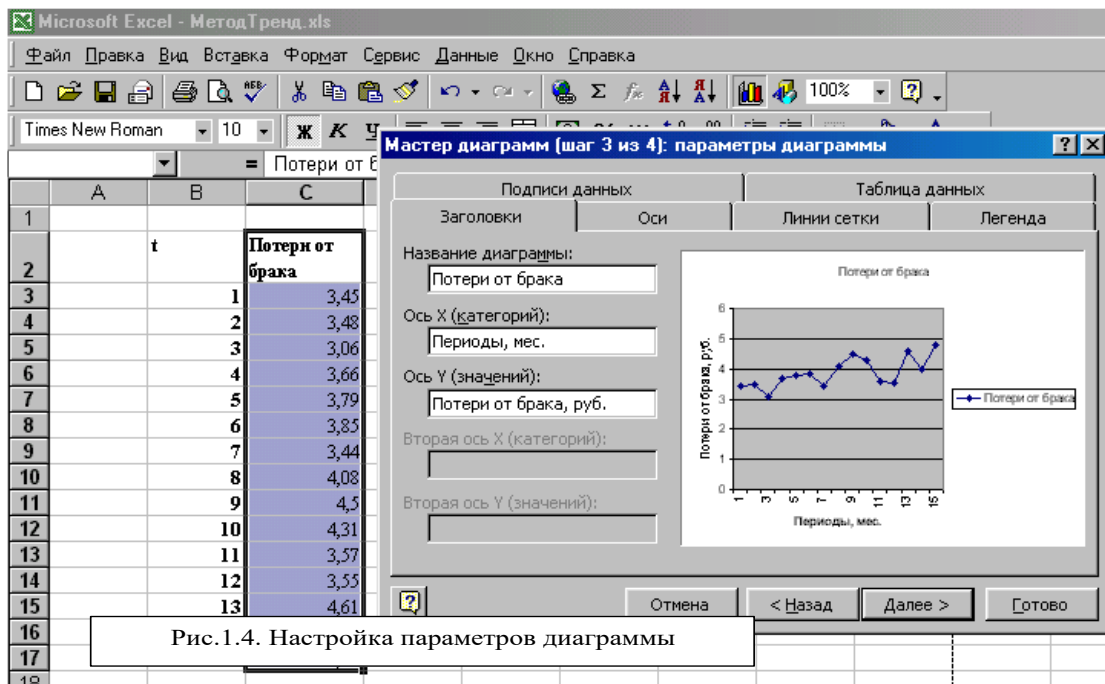 Microsoft Excel - МетодТренд.xls
Файл Правка Вид Вставка Формат Сервис Данные Окно Справка
100%
Times New Roman 10 Ж К Ч
= Потери от б
Мастер диаграмм (шаг 3 из 4): параметры диаграммы
Подписи данных Таблица данных
Заголовки Оси Линии сетки Легенда
Название диаграммы:
Потери от брака
Ось X (категорий):
Периоды, мес.
Ось Y (значений):
Потери от брака, руб.
Вторая ось X (категорий):
Вторая ось Y (значений):
Потери от брака
Потери от брака, руб.
6
5
4
3
2
1
0
1 3 5 7 9 11 13 15
Периоды, мес.
Потери от брака
Отмена < Назад Далее > Готово
A B C
1
2 t Потери от
брака
3 1 3,45
4 2 3,48
5 3 3,06
6 4 3,66
7 5 3,79
8 6 3,85
9 7 3,44
10 8 4,08
11 9 4,5
12 10 4,31
13 11 3,57
14 12 3,55
15 13 4,61
16
17
18
Рис.1.4. Настройка параметров диаграммы